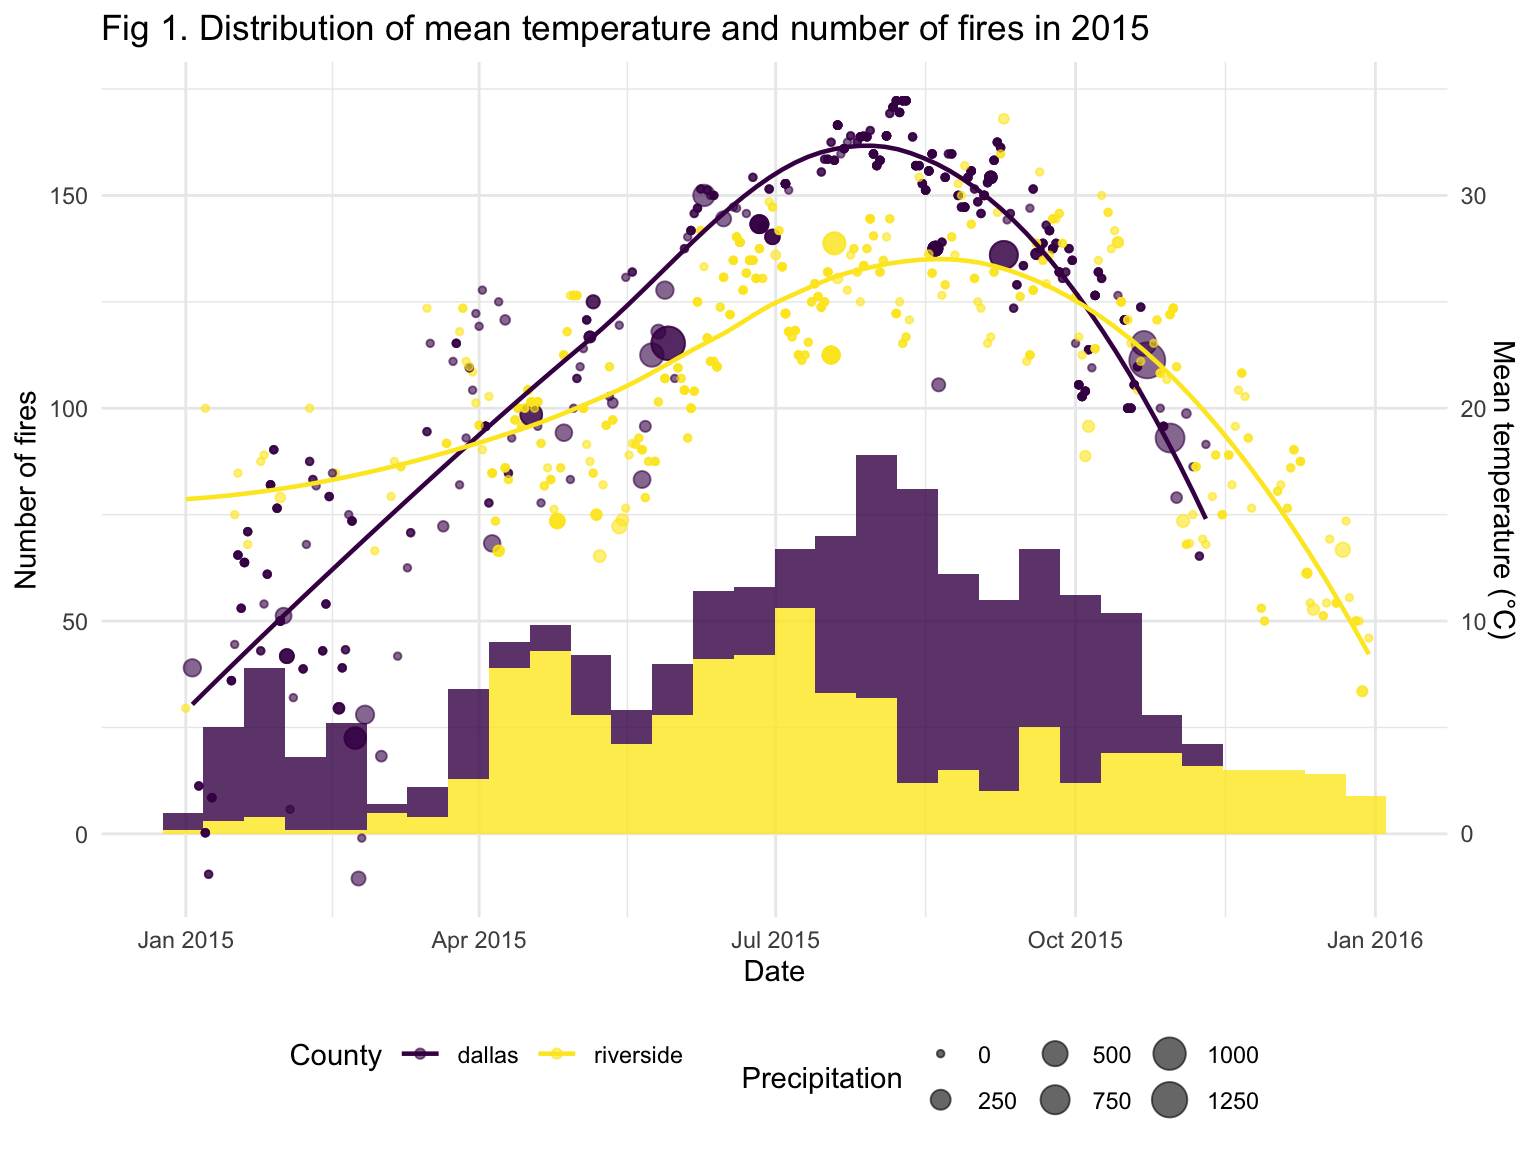 Fig 1. Distribution of mean temperature and number of fires in 2015
Number of fires
150
100
50
0
30
20
10
0
Mean temperature (°C)
Jan 2015
Apr 2015
Jul 2015
Oct 2015
Jan 2016
Date
County
dallas
riverside
Precipitation
0
500
1000
250
750
1250